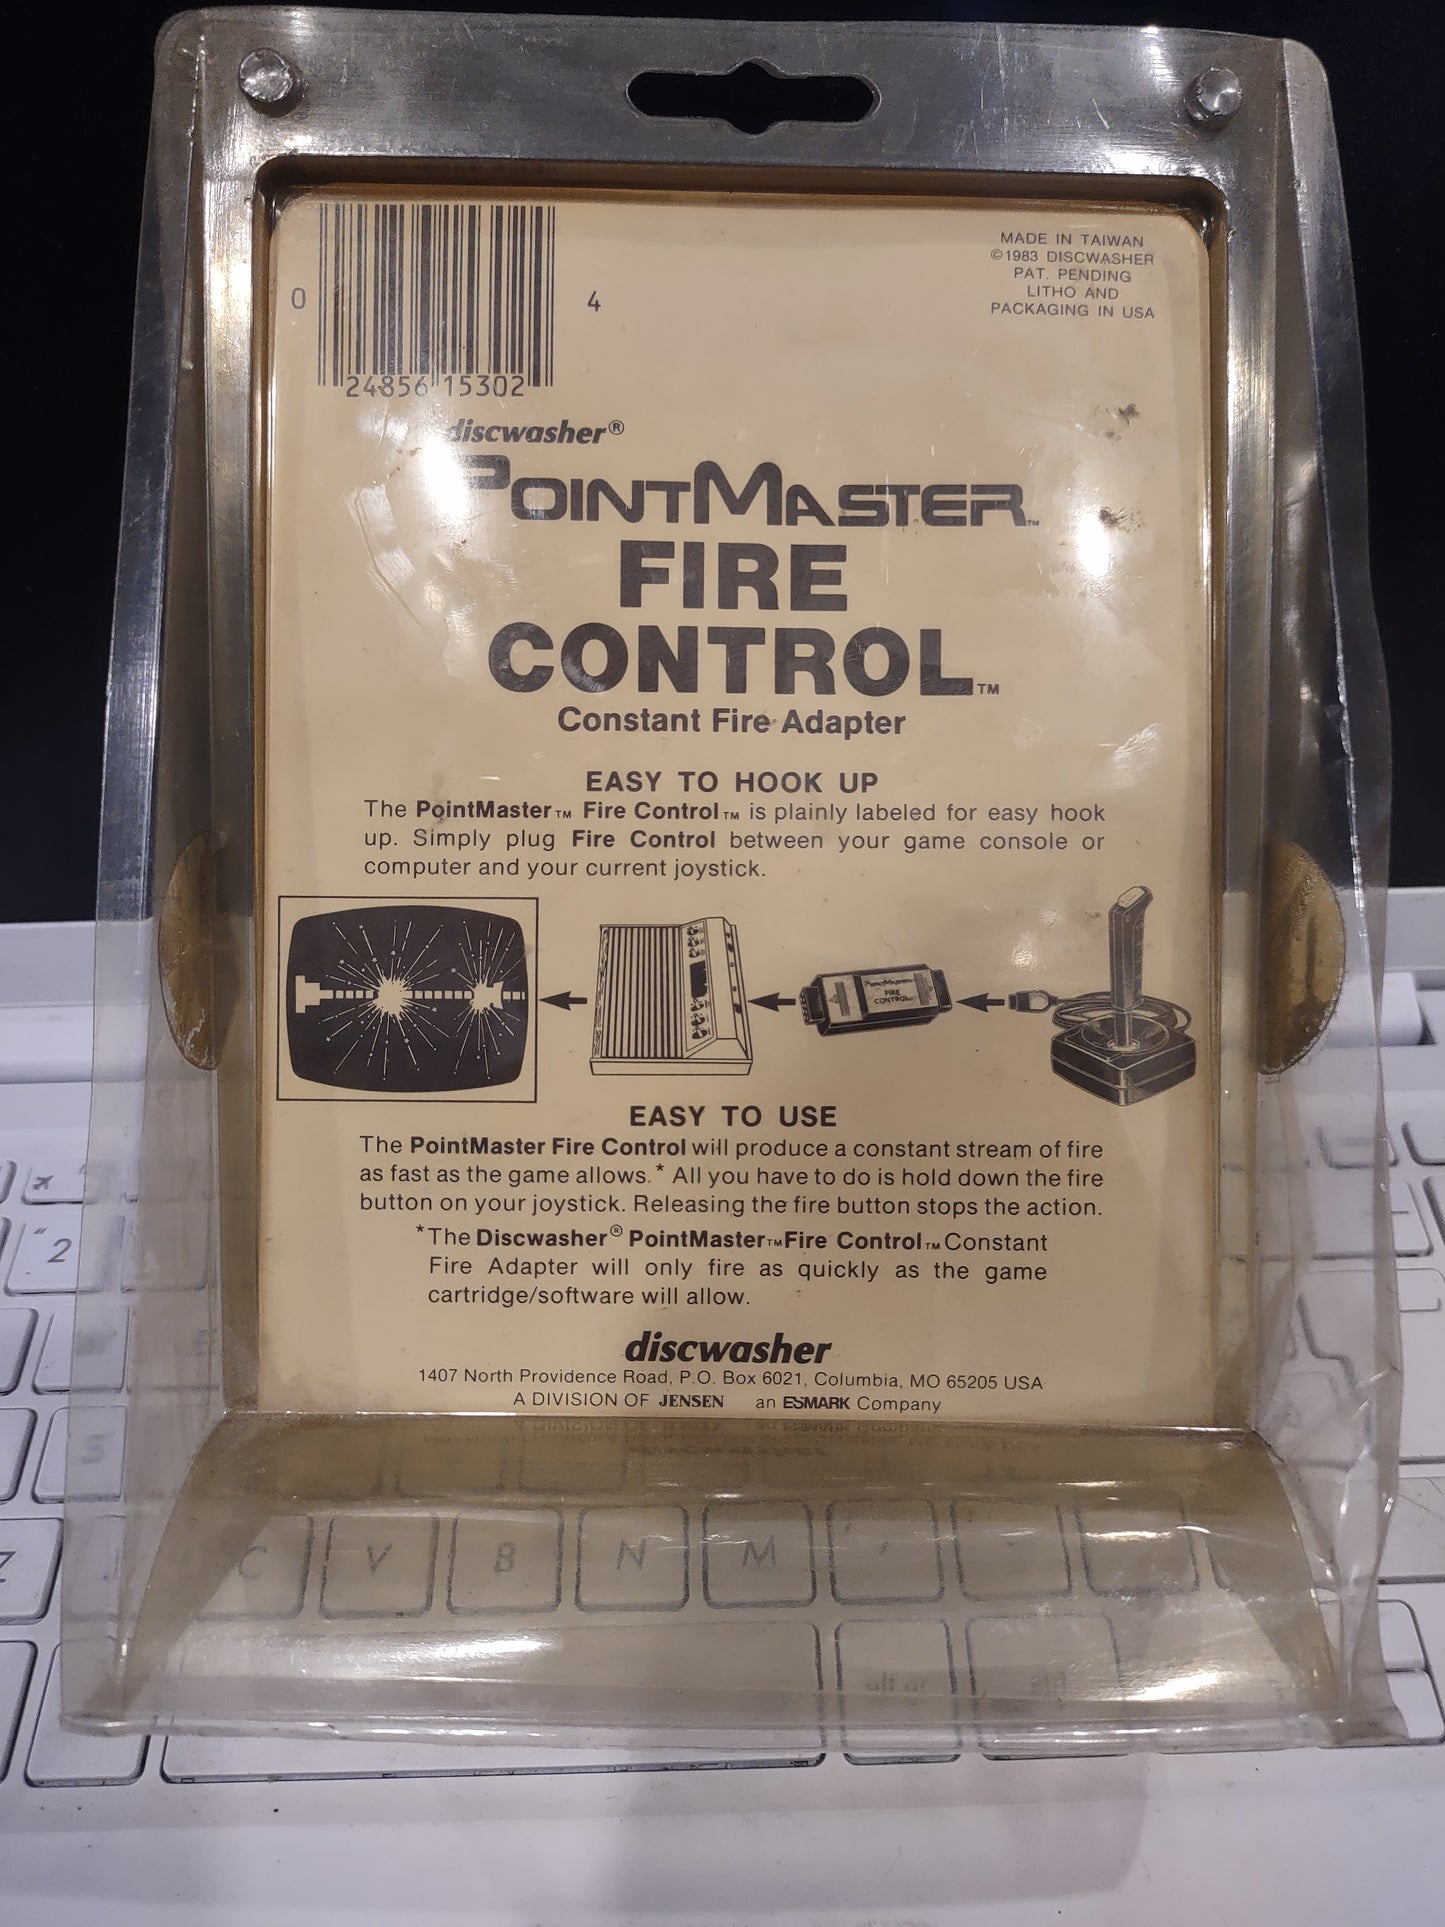 MADE IN TAIWAN
©1983 DISCWASHER
PAT. PENDING
LITHO AND
PACKAGING IN USA
0 4
24856 15302
discwasher®
POINTMASTER™
FIRE
CONTROL™
Constant Fire Adapter
EASY TO HOOK UP
The PointMaster™ Fire Control™ is plainly labeled for easy hook
up. Simply plug Fire Control between your game console or
computer and your current joystick.
POINTMASTER
FIRE
CONTROL
EASY TO USE
The PointMaster Fire Control will produce a constant stream of fire
as fast as the game allows.* All you have to do is hold down the fire
button on your joystick. Releasing the fire button stops the action.
*The Discwasher® PointMaster™ Fire Control™ Constant
Fire Adapter will only fire as quickly as the game
cartridge/software will allow.
discwasher
1407 North Providence Road, P.O. Box 6021, Columbia, MO 65205 USA
A DIVISION OF JENSEN an ESMARK Company
" 2
Z C V B N M